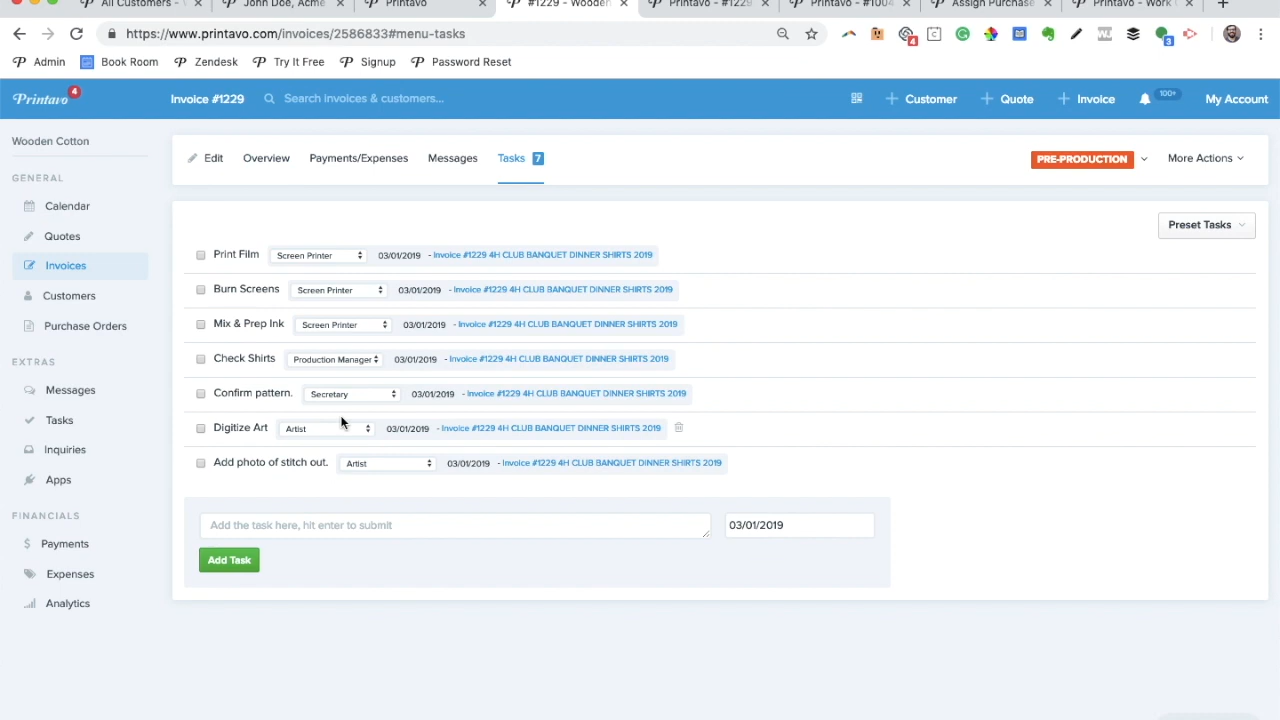 All Customers -
John Doe, Acme
Printavo
#1229 - Wooden
Printavo - #1229
Printavo - #1004
Assign Purchase
Printavo - Work
https://www.printavo.com/invoices/2586833#menu-tasks
4
3
Admin
Book Room
Zendesk
Try It Free
Signup
Password Reset
Printavo
4
Invoice #1229
Search invoices & customers...
Customer
Quote
Invoice
100+
My Account
Wooden Cotton
GENERAL
Calendar
Quotes
Invoices
Customers
Purchase Orders
EXTRAS
Messages
Tasks
Inquiries
Apps
FINANCIALS
Payments
Expenses
Analytics
Edit
Overview
Payments/Expenses
Messages
Tasks 7
PRE-PRODUCTION
More Actions
Preset Tasks
Print Film Screen Printer 03/01/2019 - Invoice #1229 4H CLUB BANQUET DINNER SHIRTS 2019
Burn Screens Screen Printer 03/01/2019 - Invoice #1229 4H CLUB BANQUET DINNER SHIRTS 2019
Mix & Prep Ink Screen Printer 03/01/2019 - Invoice #1229 4H CLUB BANQUET DINNER SHIRTS 2019
Check Shirts Production Manager 03/01/2019 - Invoice #1229 4H CLUB BANQUET DINNER SHIRTS 2019
Confirm pattern. Secretary 03/01/2019 - Invoice #1229 4H CLUB BANQUET DINNER SHIRTS 2019
Digitize Art Artist 03/01/2019 - Invoice #1229 4H CLUB BANQUET DINNER SHIRTS 2019
Add photo of stitch out. Artist 03/01/2019 - Invoice #1229 4H CLUB BANQUET DINNER SHIRTS 2019
Add the task here, hit enter to submit
03/01/2019
Add Task